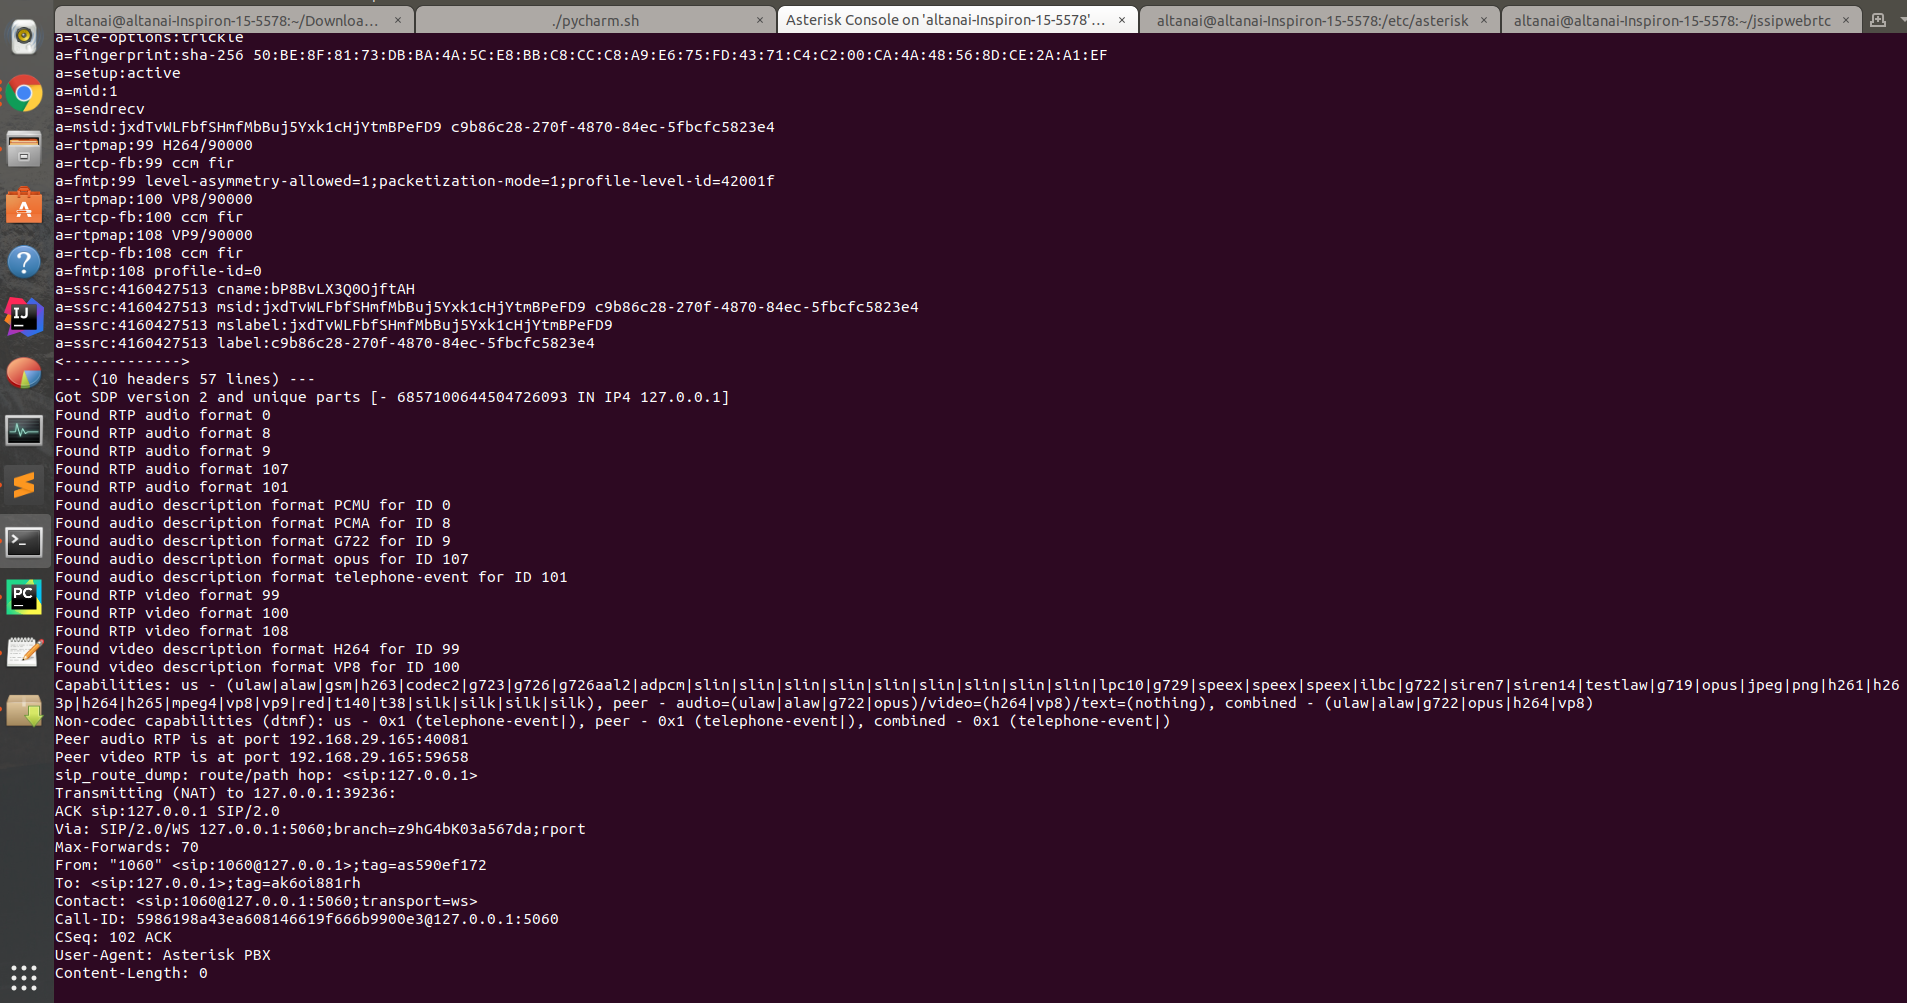 altanai@altanai-Inspiron-15-5578:~/Downloa... × ./pycharm.sh × Asterisk Console on 'altanai-Inspiron-15-5578'... × altanai@altanai-Inspiron-15-5578:/etc/asterisk × altanai@altanai-Inspiron-15-5578:~/jssipwebrtc ×
a=ice-options:trickle
a=fingerprint:sha-256 50:BE:8F:81:73:DB:BA:4A:5C:E8:BB:C8:CC:C8:A9:E6:75:FD:43:71:C4:C2:00:CA:4A:48:56:8D:CE:2A:A1:EF
a=setup:active
a=mid:1
a=sendrecv
a=msid:jxdTvWLFbfSHmfMbBuj5Yxk1cHjYtmBPeFD9 c9b86c28-270f-4870-84ec-5fbcfc5823e4
a=rtpmap:99 H264/90000
a=rtcp-fb:99 ccm fir
a=fmtp:99 level-asymmetry-allowed=1;packetization-mode=1;profile-level-id=42001f
a=rtpmap:100 VP8/90000
a=rtcp-fb:100 ccm fir
a=rtpmap:108 VP9/90000
a=rtcp-fb:108 ccm fir
a=fmtp:108 profile-id=0
a=ssrc:4160427513 cname:bP8BvLX3Q0OjftAH
a=ssrc:4160427513 msid:jxdTvWLFbfSHmfMbBuj5Yxk1cHjYtmBPeFD9 c9b86c28-270f-4870-84ec-5fbcfc5823e4
a=ssrc:4160427513 mslabel:jxdTvWLFbfSHmfMbBuj5Yxk1cHjYtmBPeFD9
a=ssrc:4160427513 label:c9b86c28-270f-4870-84ec-5fbcfc5823e4
<------------->
--- (10 headers 57 lines) ---
Got SDP version 2 and unique parts [- 6857100644504726093 IN IP4 127.0.0.1]
Found RTP audio format 0
Found RTP audio format 8
Found RTP audio format 9
Found RTP audio format 107
Found RTP audio format 101
Found audio description format PCMU for ID 0
Found audio description format PCMA for ID 8
Found audio description format G722 for ID 9
Found audio description format opus for ID 107
Found audio description format telephone-event for ID 101
Found RTP video format 99
Found RTP video format 100
Found RTP video format 108
Found video description format H264 for ID 99
Found video description format VP8 for ID 100
Capabilities: us - (ulaw|alaw|gsm|h263|codec2|g723|g726|g726aal2|adpcm|slin|slin|slin|slin|slin|slin|slin|slin|slin|lpc10|g729|speex|speex|speex|ilbc|g722|siren7|siren14|testlaw|g719|opus|jpeg|png|h261|h26
3p|h264|h265|mpeg4|vp8|vp9|red|t140|t38|silk|silk|silk|silk), peer - audio=(ulaw|alaw|g722|opus)/video=(h264|vp8)/text=(nothing), combined - (ulaw|alaw|g722|opus|h264|vp8)
Non-codec capabilities (dtmf): us - 0x1 (telephone-event|), peer - 0x1 (telephone-event|), combined - 0x1 (telephone-event|)
Peer audio RTP is at port 192.168.29.165:40081
Peer video RTP is at port 192.168.29.165:59658
sip_route_dump: route/path hop: <sip:127.0.0.1>
Transmitting (NAT) to 127.0.0.1:39236:
ACK sip:127.0.0.1 SIP/2.0
Via: SIP/2.0/WS 127.0.0.1:5060;branch=z9hG4bK03a567da;rport
Max-Forwards: 70
From: "1060" <sip:1060@127.0.0.1>;tag=as590ef172
To: <sip:127.0.0.1>;tag=ak6oi881rh
Contact: <sip:1060@127.0.0.1:5060;transport=ws>
Call-ID: 5986198a43ea608146619f666b9900e3@127.0.0.1:5060
CSeq: 102 ACK
User-Agent: Asterisk PBX
Content-Length: 0
IJ
PC